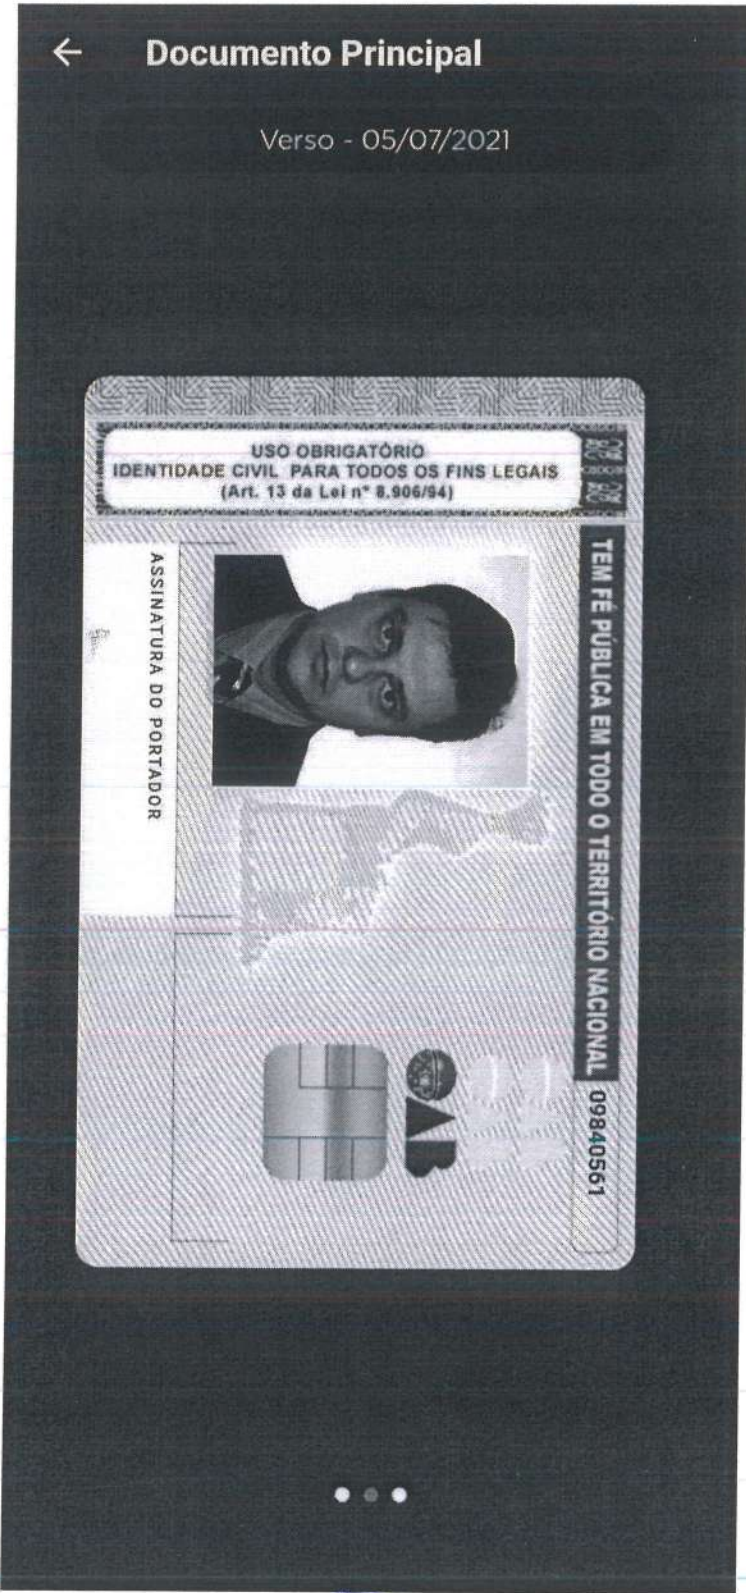 Documento Principal
Verso - 05/07/2021
USO OBRIGATÓRIO
IDENTIDADE CIVIL PARA TODOS OS FINS LEGAIS
(Art. 13 da Lei nº 8.906/94)
TEM FÉ PÚBLICA EM TODO O TERRITÓRIO NACIONAL 09840561
OAB
ASSINATURA DO PORTADOR